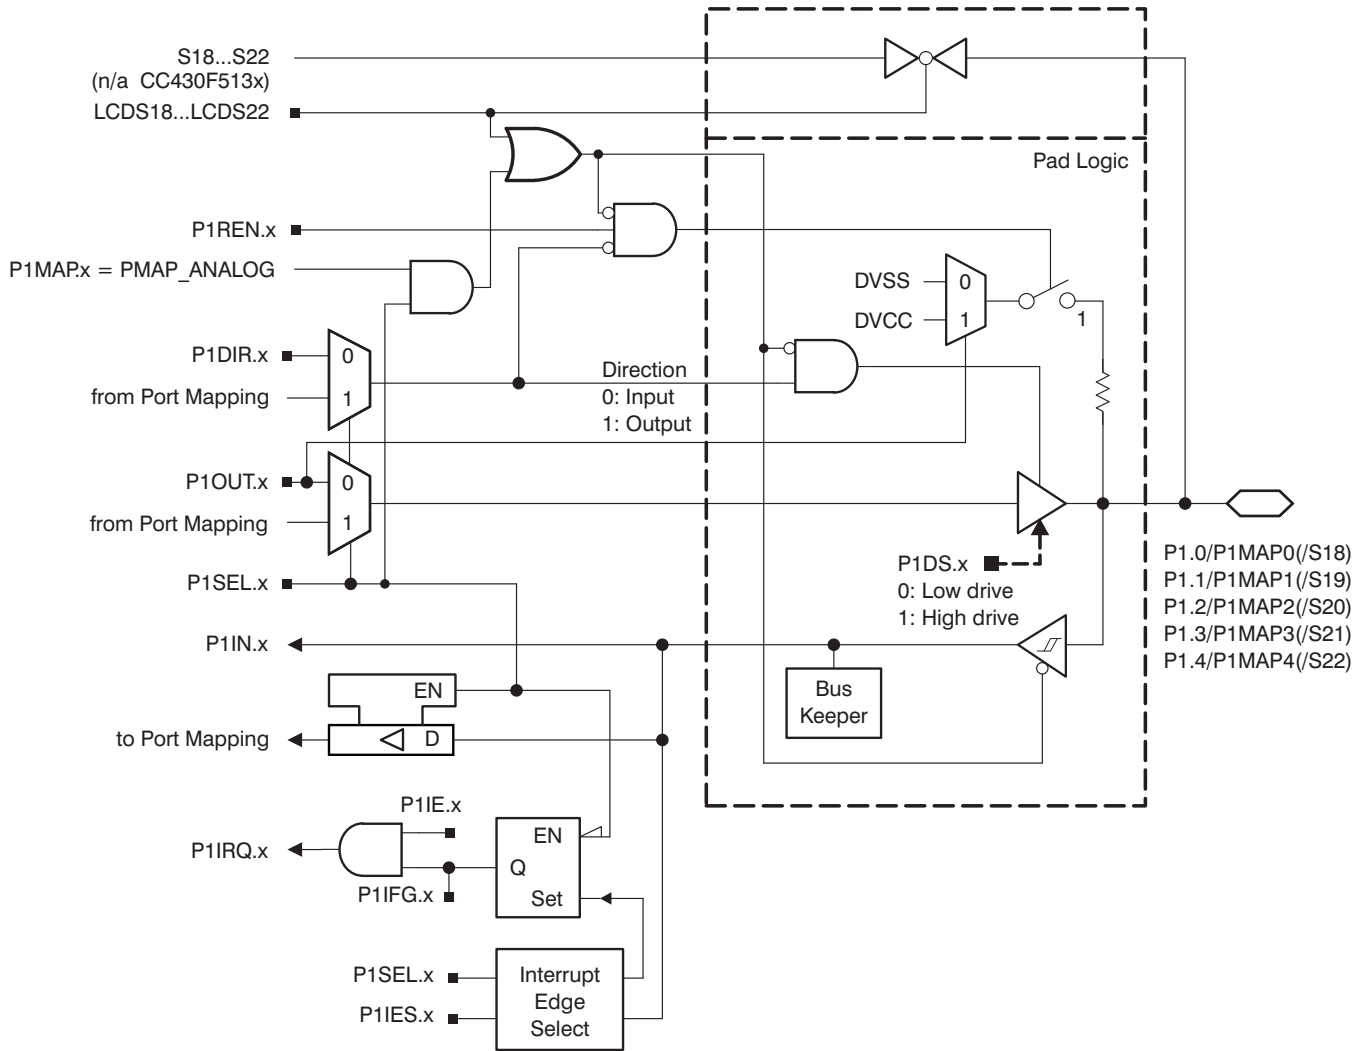 S18...S22
(n/a CC430F513x)
LCDS18...LCDS22
Pad Logic
P1REN.x
P1MAP.x = PMAP_ANALOG
DVSS
0
DVCC
1
1
P1DIR.x
0
from Port Mapping
1
Direction
0: Input
1: Output
P1OUT.x
0
from Port Mapping
1
P1DS.x
0: Low drive
1: High drive
P1.0/P1MAP0(/S18)
P1.1/P1MAP1(/S19)
P1.2/P1MAP2(/S20)
P1.3/P1MAP3(/S21)
P1.4/P1MAP4(/S22)
P1SEL.x
P1IN.x
Bus
Keeper
EN
to Port Mapping
D
P1IE.x
EN
P1IRQ.x
Q
P1IFG.x
Set
P1SEL.x
P1IES.x
Interrupt
Edge
Select